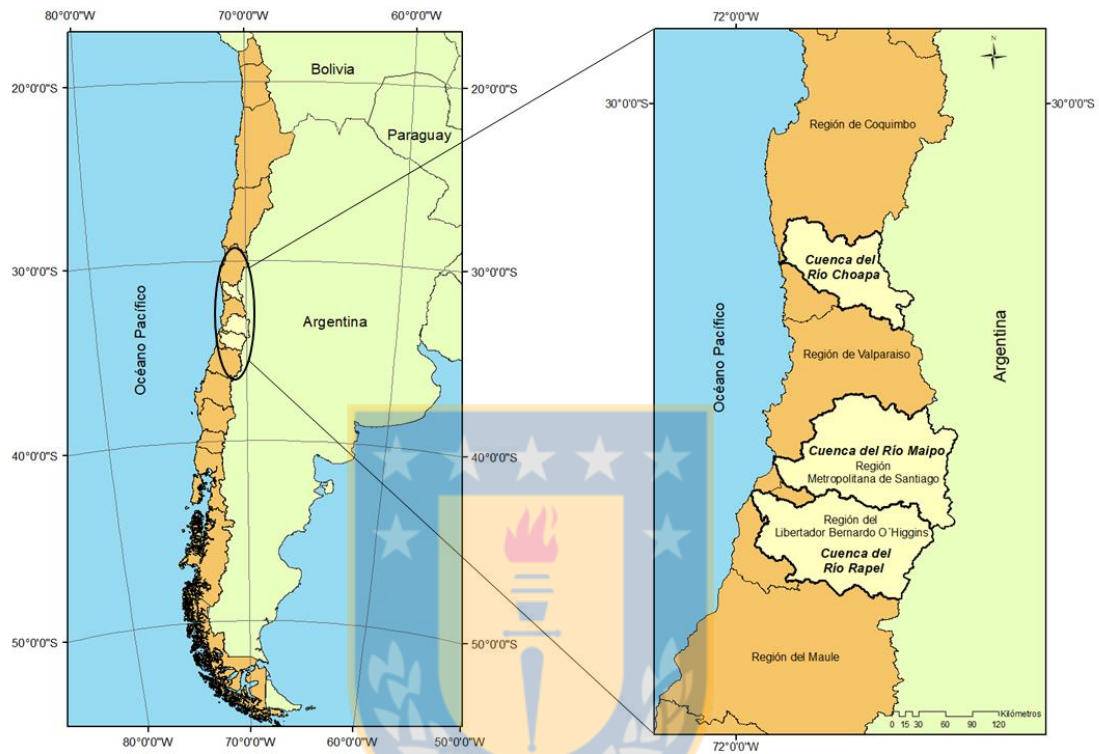 80°0'0"W
70°0'0"W
60°0'0"W
20°0'0"S
20°0'0"S
30°0'0"S
30°0'0"S
40°0'0"S
40°0'0"S
50°0'0"S
50°0'0"S
Bolivia
Paraguay
Argentina
Océano Pacífico
80°0'0"W
70°0'0"W
60°0'0"W
50°0'0"W
72°0'0"W
N
30°0'0"S
30°0'0"S
Región de Coquimbo
Cuenca del
Río Choapa
Océano Pacífico
Región de Valparaiso
Argentina
Cuenca del Río Maipo
Región
Metropolitana de Santiago
Región del
Libertador Bernardo O´Higgins
Cuenca del
Río Rapel
Región del Maule
0 15 30 60 90 120
Kilómetros
72°0'0"W